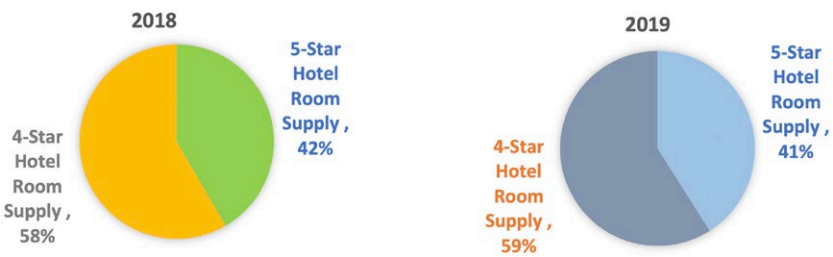 2018
5-Star
Hotel
Room
Supply ,
42%
4-Star
Hotel
Room
Supply ,
58%
2019
5-Star
Hotel
Room
Supply ,
41%
4-Star
Hotel
Room
Supply ,
59%